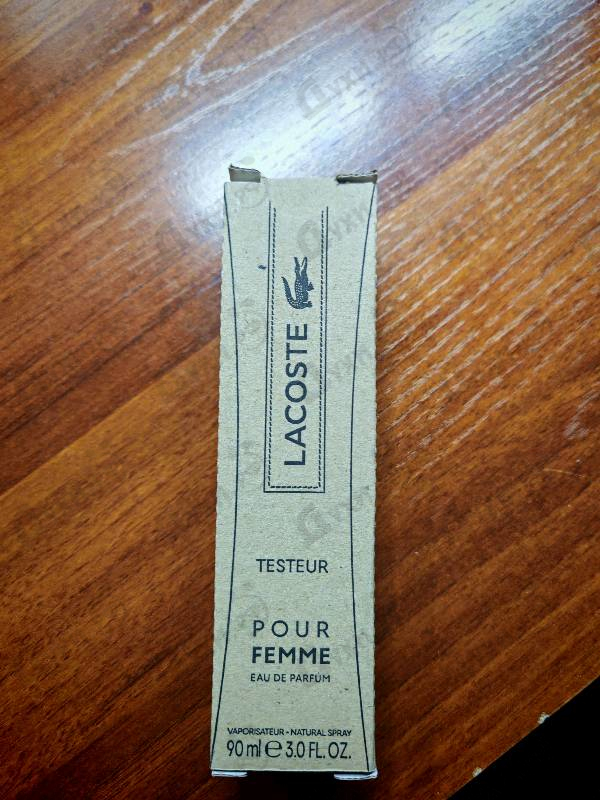 LACOSTE
TESTEUR
POUR
FEMME
EAU DE PARFUM
VAPORISATEUR - NATURAL SPRAY
90 ml ℮ 3.0 FL. OZ.